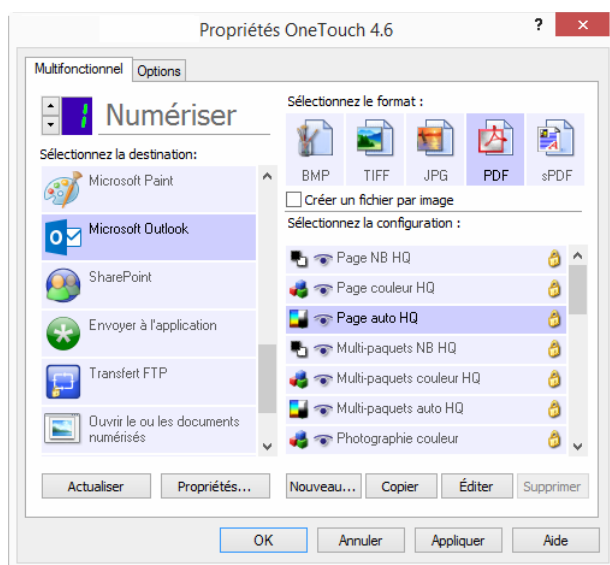 Propriétés OneTouch 4.6
?
×
Multifonctionnel
Options
1
Numériser
Sélectionnez la destination:
Microsoft Paint
Microsoft Outlook
SharePoint
Envoyer à l'application
Transfert FTP
Ouvrir le ou les documents
numérisés
Actualiser
Propriétés...
Sélectionnez le format :
BMP
TIFF
JPG
PDF
sPDF
Créer un fichier par image
Sélectionnez la configuration :
Page NB HQ
Page couleur HQ
Page auto HQ
Multi-paquets NB HQ
Multi-paquets couleur HQ
Multi-paquets auto HQ
Photographie couleur
Nouveau...
Copier
Éditer
Supprimer
OK
Annuler
Appliquer
Aide